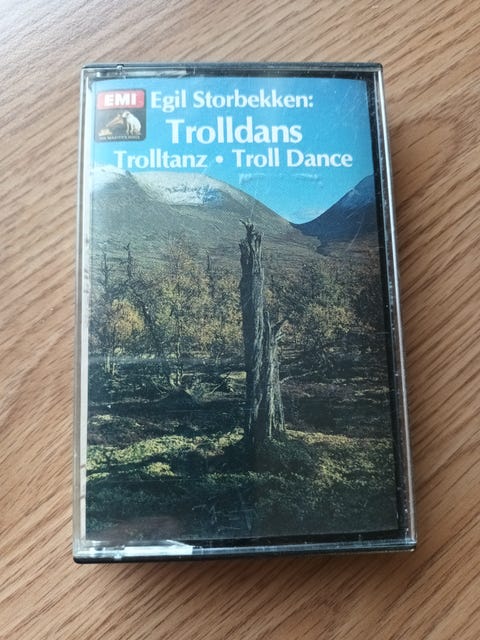 EMI
Egil Storbekken:
Trolldans
Trolltanz • Troll Dance